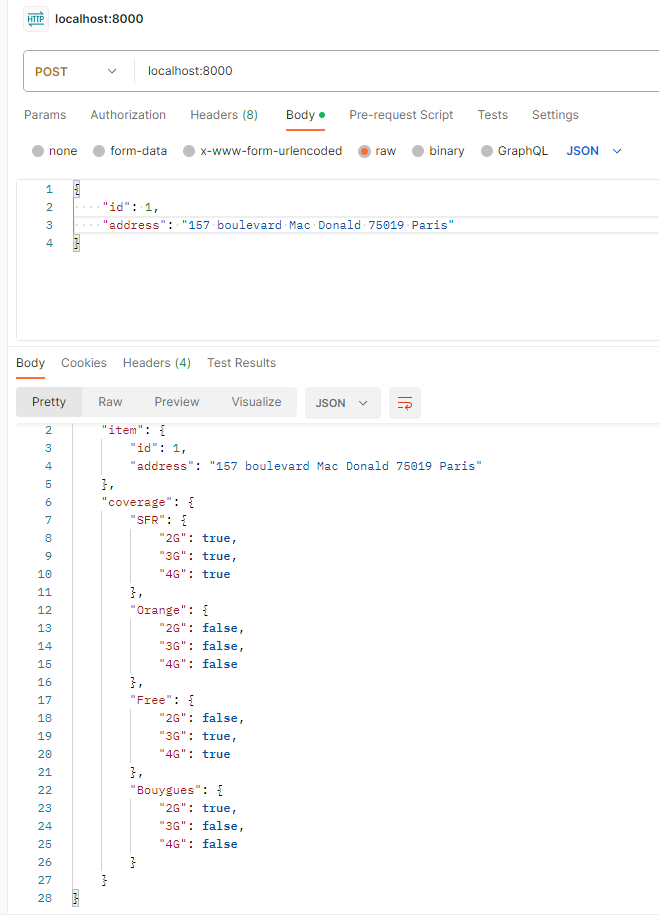 HTTP localhost:8000
POST localhost:8000
Params Authorization Headers (8) Body Pre-request Script Tests Settings
none form-data x-www-form-urlencoded raw binary GraphQL JSON
1 {
2 "id": 1,
3 "address": "157 boulevard Mac Donald 75019 Paris"
4 }
Body Cookies Headers (4) Test Results
Pretty Raw Preview Visualize JSON
2 "item": {
3 "id": 1,
4 "address": "157 boulevard Mac Donald 75019 Paris"
5 },
6 "coverage": {
7 "SFR": {
8 "2G": true,
9 "3G": true,
10 "4G": true
11 },
12 "Orange": {
13 "2G": false,
14 "3G": false,
15 "4G": false
16 },
17 "Free": {
18 "2G": false,
19 "3G": true,
20 "4G": true
21 },
22 "Bouygues": {
23 "2G": true,
24 "3G": false,
25 "4G": false
26 }
27 }
28 }